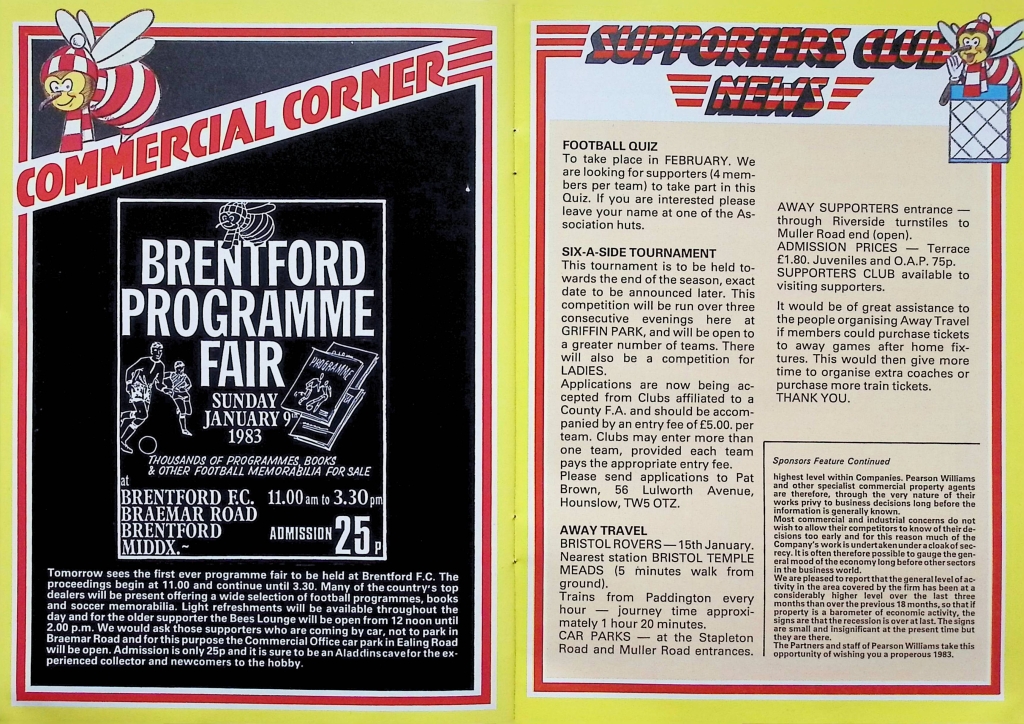 COMMERCIAL CORNER
BRENTFORD
PROGRAMME
FAIR
PROGRAMME
SUNDAY
JANUARY 9th
1983
THOUSANDS OF PROGRAMMES, BOOKS
& OTHER FOOTBALL MEMORABILIA FOR SALE
at
BRENTFORD F.C. 11.00 am to 3.30 pm
BRAEMAR ROAD
BRENTFORD
MIDDX.~
ADMISSION 25p
Tomorrow sees the first ever programme fair to be held at Brentford F.C. The
proceedings begin at 11.00 and continue until 3.30. Many of the country's top
dealers will be present offering a wide selection of football programmes, books
and soccer memorabilia. Light refreshments will be available throughout the
day and for the older supporter the Bees Lounge will be open from 12 noon until
2.00 p.m. We would ask those supporters who are coming by car, not to park in
Braemar Road and for this purpose the Commercial Office car park in Ealing Road
will be open. Admission is only 25p and it is sure to be an Aladdins cave for the ex-
perienced collector and newcomers to the hobby.
SUPPORTERS CLUB
NEWS
FOOTBALL QUIZ
To take place in FEBRUARY. We
are looking for supporters (4 mem-
bers per team) to take part in this
Quiz. If you are interested please
leave your name at one of the As-
sociation huts.
SIX-A-SIDE TOURNAMENT
This tournament is to be held to-
wards the end of the season, exact
date to be announced later. This
competition will be run over three
consecutive evenings here at
GRIFFIN PARK, and will be open to
a greater number of teams. There
will also be a competition for
LADIES.
Applications are now being ac-
cepted from Clubs affiliated to a
County F.A. and should be accom-
panied by an entry fee of £5.00. per
team. Clubs may enter more than
one team, provided each team
pays the appropriate entry fee.
Please send applications to Pat
Brown, 56 Lulworth Avenue,
Hounslow, TW5 OTZ.
AWAY TRAVEL
BRISTOL ROVERS — 15th January.
Nearest station BRISTOL TEMPLE
MEADS (5 minutes walk from
ground).
Trains from Paddington every
hour — journey time approxi-
mately 1 hour 20 minutes.
CAR PARKS — at the Stapleton
Road and Muller Road entrances.
AWAY SUPPORTERS entrance —
through Riverside turnstiles to
Muller Road end (open).
ADMISSION PRICES — Terrace
£1.80. Juveniles and O.A.P. 75p.
SUPPORTERS CLUB available to
visiting supporters.
It would be of great assistance to
the people organising Away Travel
if members could purchase tickets
to away games after home fix-
tures. This would then give more
time to organise extra coaches or
purchase more train tickets.
THANK YOU.
Sponsors Feature Continued
highest level within Companies. Pearson Williams
and other specialist commercial property agents
are therefore, through the very nature of their
works privy to business decisions long before the
information is generally known.
Most commercial and industrial concerns do not
wish to allow their competitors to know of their de-
cisions too early and for this reason much of the
Company's work is undertaken under a cloak of sec-
recy. It is often therefore possible to gauge the gen-
eral mood of the economy long before other sectors
in the business world.
We are pleased to report that the general level of ac-
tivity in the area covered by the firm has been at a
considerably higher level over the last three
months than over the previous 18 months, so that if
property is a barometer of economic activity, the
signs are that the recession is over at last. The signs
are small and insignificant at the present time but
they are there.
The Partners and staff of Pearson Williams take this
opportunity of wishing you a properous 1983.